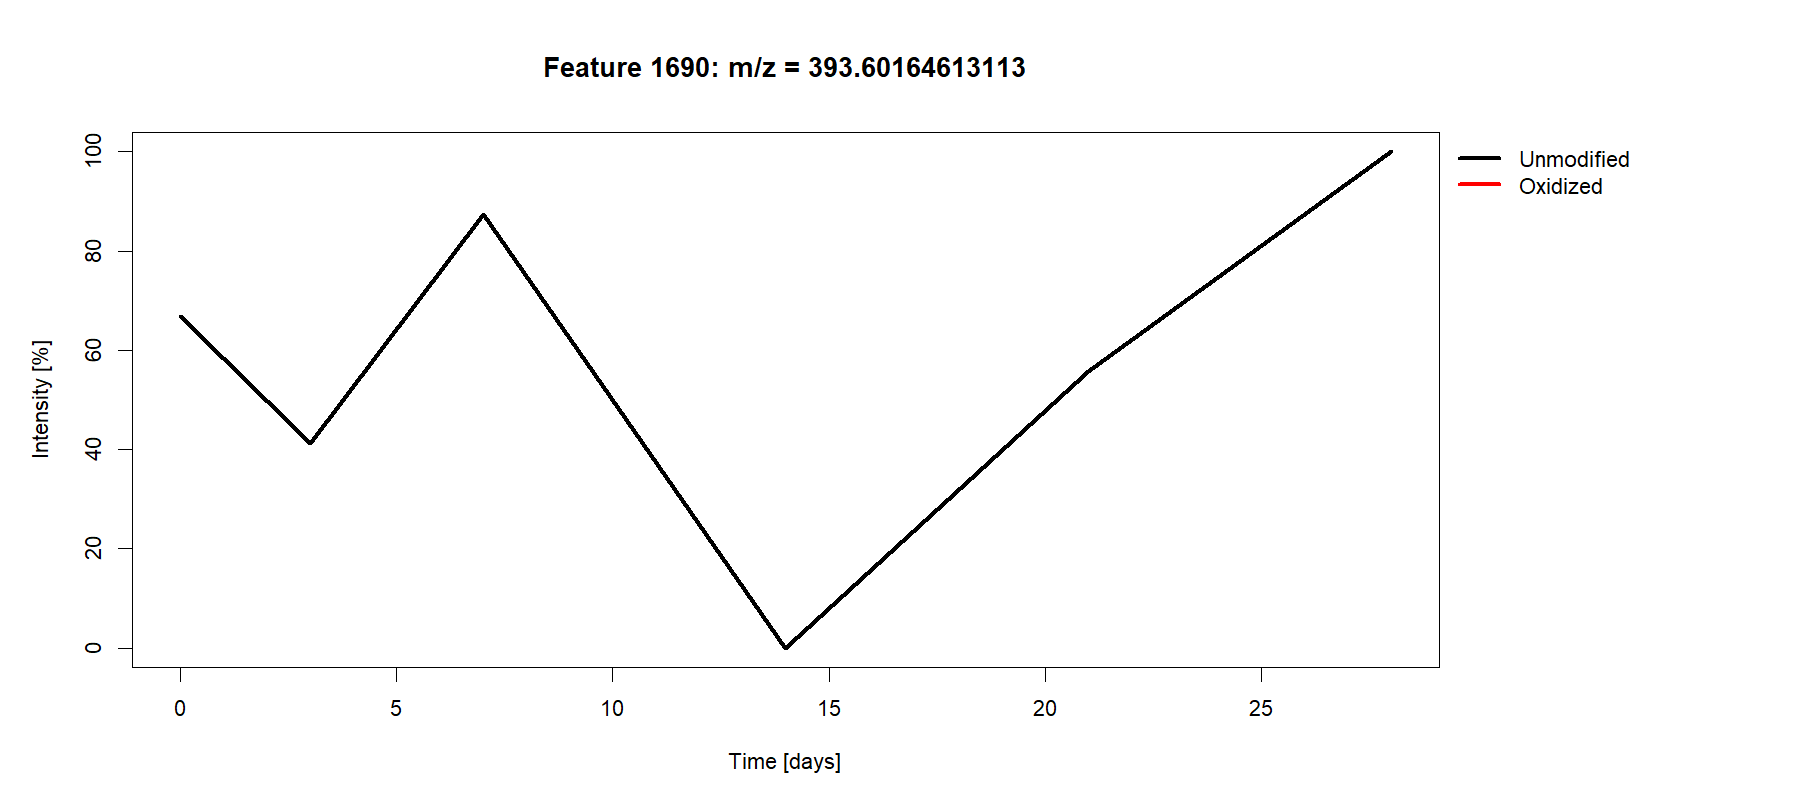 Feature 1690: m/z = 393.60164613113
Unmodified
Oxidized
Intensity [%]
100
80
60
40
20
0
0 5 10 15 20 25
Time [days]